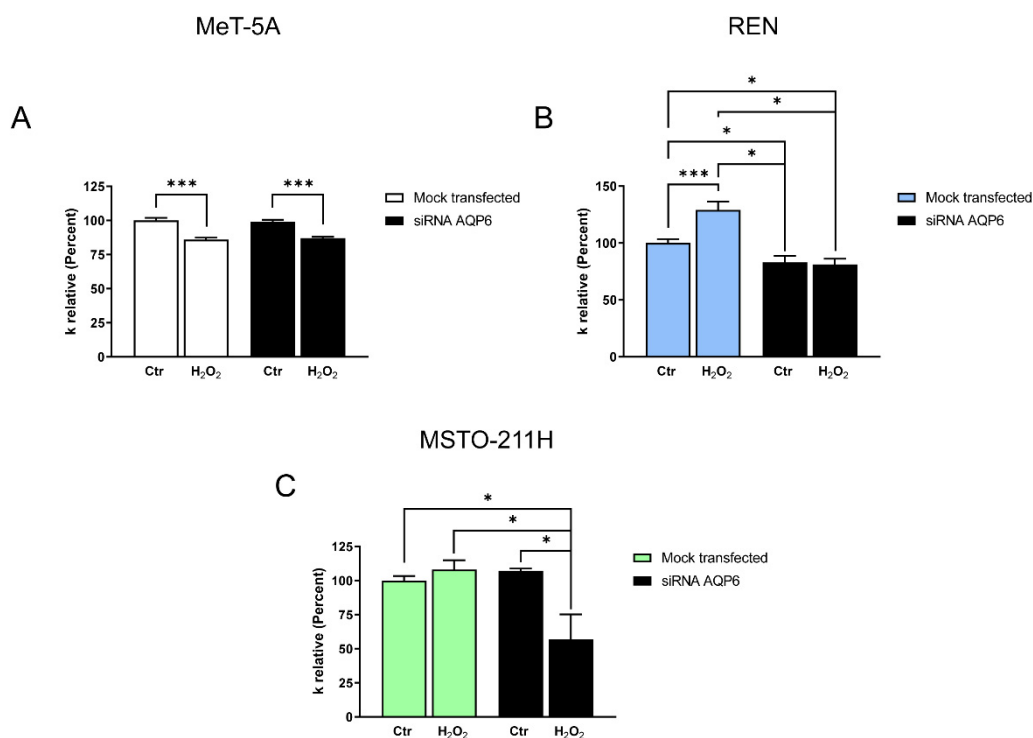 MeT-5A
REN
A
B
***
***
k relative (Percent)
125
100
75
50
25
0
Ctr
H₂O₂
Ctr
H₂O₂
Mock transfected
siRNA AQP6
*
*
*
*
***
k relative (Percent)
150
100
50
0
Ctr
H₂O₂
Ctr
H₂O₂
Mock transfected
siRNA AQP6
MSTO-211H
C
*
*
*
k relative (Percent)
125
100
75
50
25
0
Ctr
H₂O₂
Ctr
H₂O₂
Mock transfected
siRNA AQP6